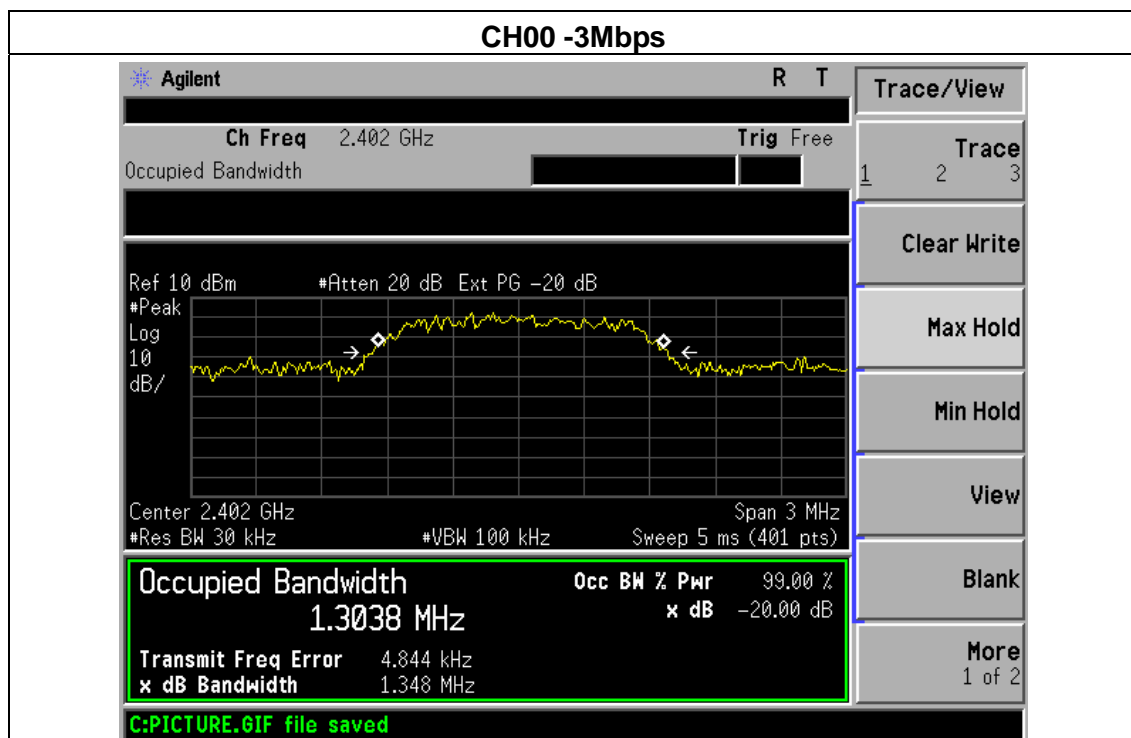 CH00 -3Mbps
Agilent R T
Ch Freq 2.402 GHz Trig Free
Occupied Bandwidth
Ref 10 dBm #Atten 20 dB Ext PG -20 dB
#Peak
Log
10
dB/
Center 2.402 GHz Span 3 MHz
#Res BW 30 kHz #VBW 100 kHz Sweep 5 ms (401 pts)
Occupied Bandwidth Occ BW % Pwr 99.00 %
1.3038 MHz x dB -20.00 dB
Transmit Freq Error 4.844 kHz
x dB Bandwidth 1.348 MHz
C:PICTURE.GIF file saved
Trace/View
Trace
1 2 3
Clear Write
Max Hold
Min Hold
View
Blank
More
1 of 2